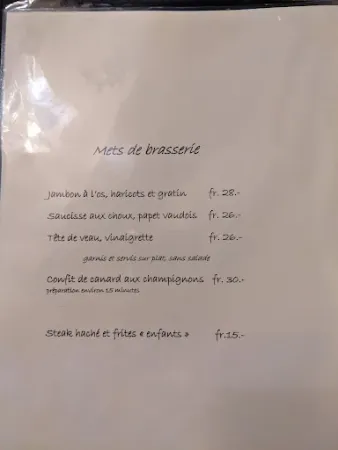 Mets de brasserie
Jambon à l'os, haricots et gratin fr. 28.-
Saucisse aux choux, papet vaudois fr. 26.-
Tête de veau, vinaigrette fr. 26.-
garnis et servis sur plat, sans salade
Confit de canard aux champignons fr. 30.-
préparation environ 15 minutes
Steak haché et frites « enfants » fr.15.-